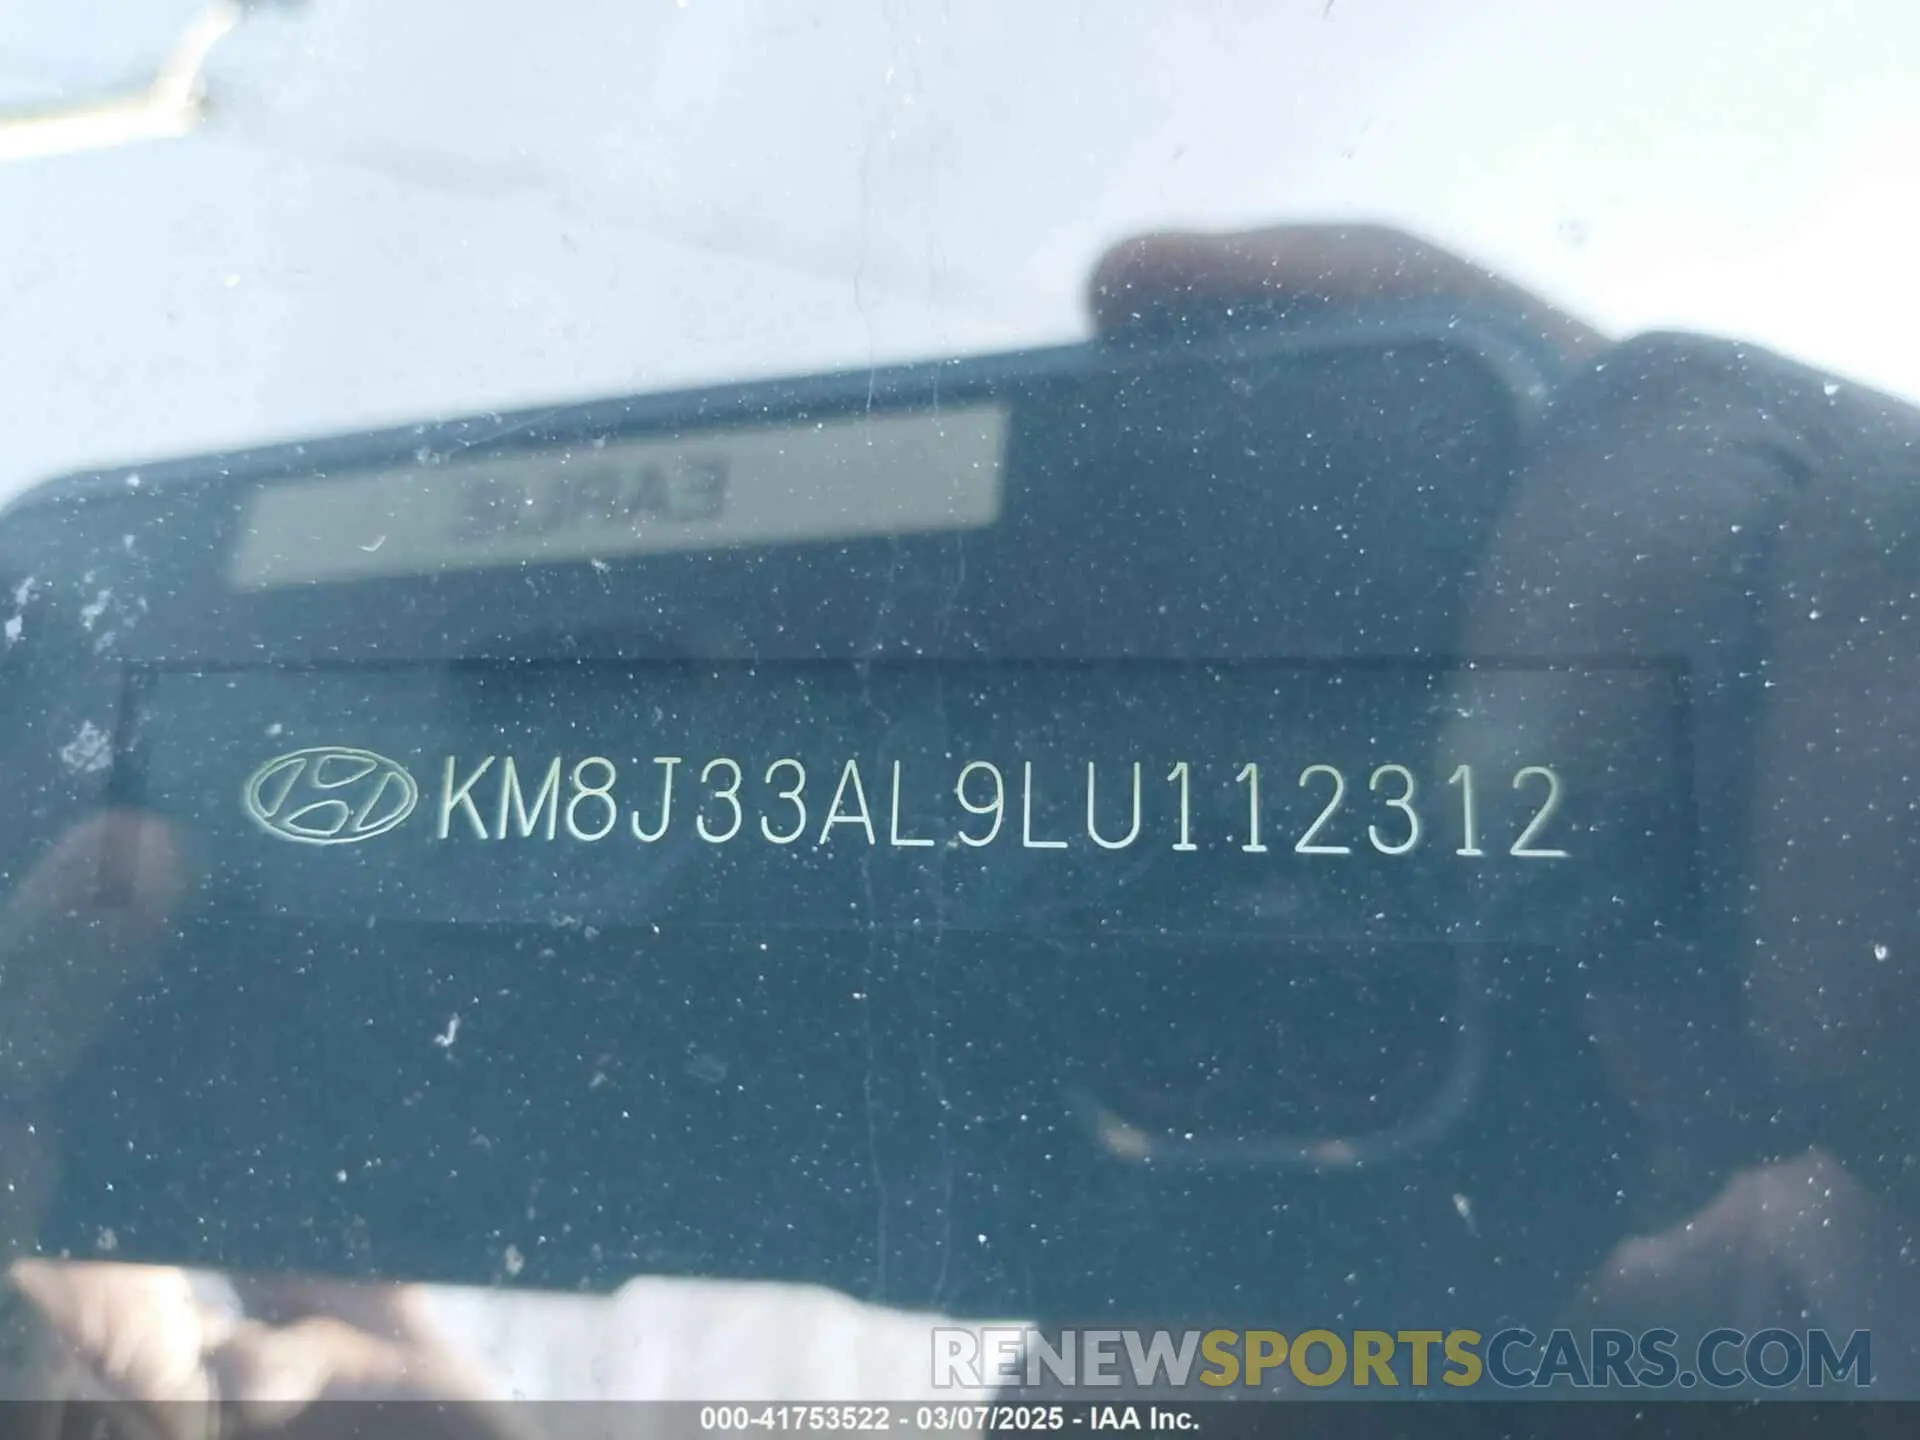 KM8J33AL9LU112312
RENEWSPORTSCARS.COM
000-41753522 - 03/07/2025 - IAA Inc.